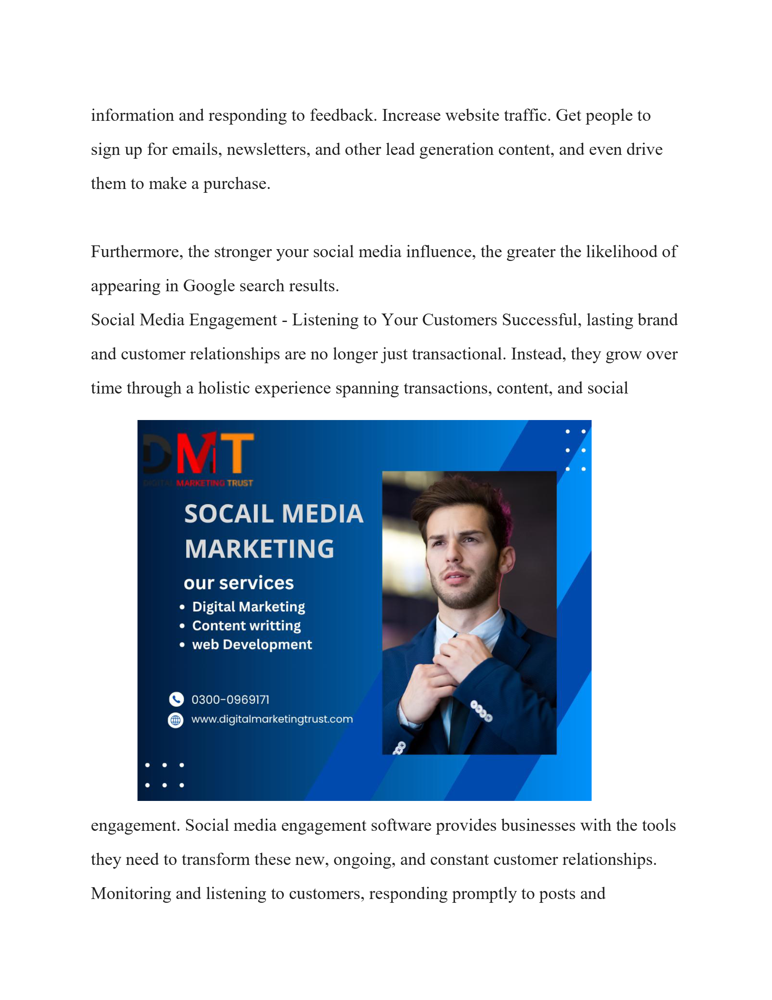 information and responding to feedback. Increase website traffic. Get people to
sign up for emails, newsletters, and other lead generation content, and even drive
them to make a purchase.
Furthermore, the stronger your social media influence, the greater the likelihood of
appearing in Google search results.
Social Media Engagement - Listening to Your Customers Successful, lasting brand
and customer relationships are no longer just transactional. Instead, they grow over
time through a holistic experience spanning transactions, content, and social
DMT
DIGITAL MARKETING TRUST
SOCAIL MEDIA
MARKETING
our services
• Digital Marketing
• Content writting
• web Development
0300-0969171
www.digitalmarketingtrust.com
engagement. Social media engagement software provides businesses with the tools
they need to transform these new, ongoing, and constant customer relationships.
Monitoring and listening to customers, responding promptly to posts and